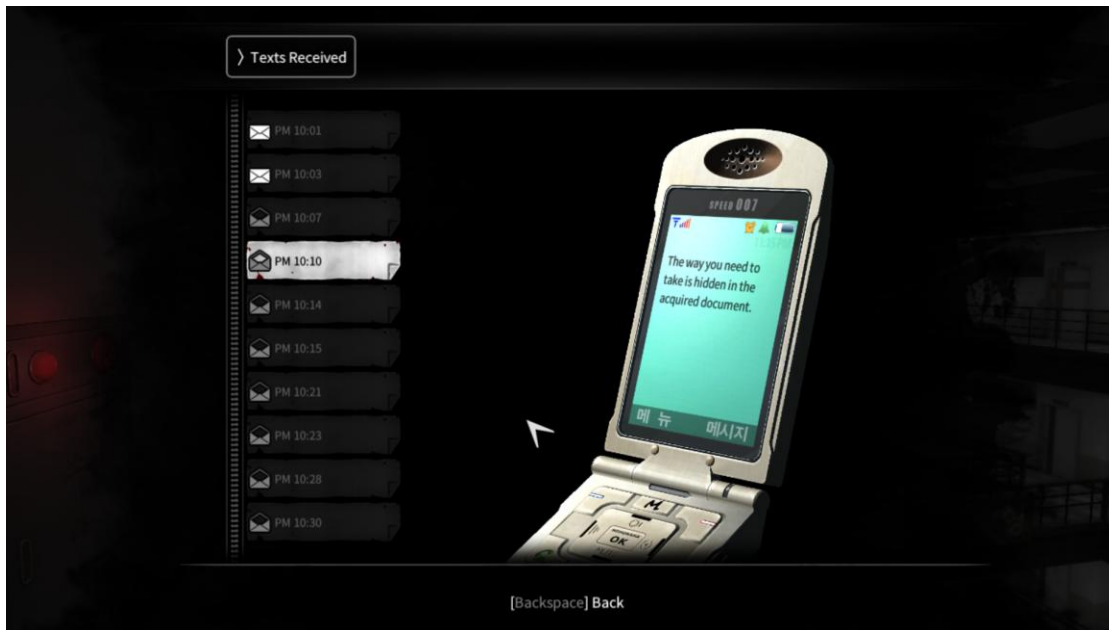 〉Texts Received
PM 10:01
PM 10:03
PM 10:07
PM 10:10
PM 10:14
PM 10:15
PM 10:21
PM 10:23
PM 10:28
PM 10:30
SPEED 007
The way you need to
take is hidden in the
acquired document.
메 뉴 메시지
M
OK
[Backspace] Back